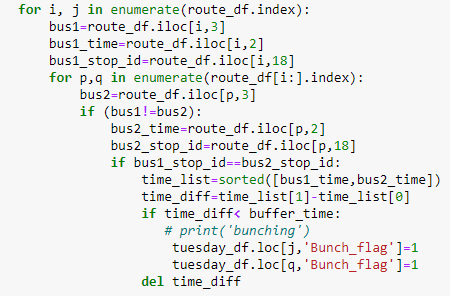 for i, j in enumerate(route_df.index):
    bus1=route_df.iloc[i,3]
    bus1_time=route_df.iloc[i,2]
    bus1_stop_id=route_df.iloc[i,18]
    for p,q in enumerate(route_df[i:].index):
        bus2=route_df.iloc[p,3]
        if (bus1!=bus2):
            bus2_time=route_df.iloc[p,2]
            bus2_stop_id=route_df.iloc[p,18]
            if bus1_stop_id==bus2_stop_id:
                time_list=sorted([bus1_time,bus2_time])
                time_diff=time_list[1]-time_list[0]
                if time_diff< buffer_time:
                   # print('bunching')
                    tuesday_df.loc[j,'Bunch_flag']=1
                    tuesday_df.loc[q,'Bunch_flag']=1
                del time_diff